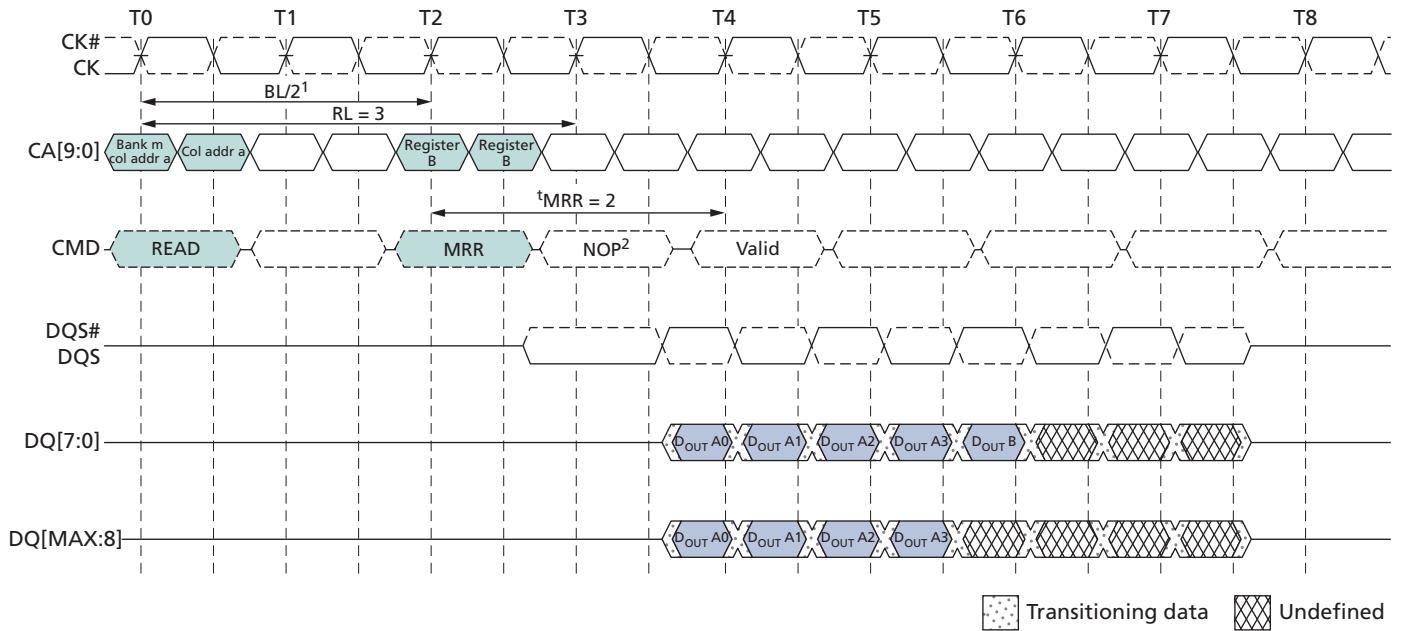 T0 T1 T2 T3 T4 T5 T6 T7 T8
CK#
CK
BL/2¹
RL = 3
CA[9:0]
Bank m
col addr a
Col addr a
Register
B
Register
B
ᵗMRR = 2
CMD READ MRR NOP² Valid
DQS#
DQS
DQ[7:0] DOUT A0 DOUT A1 DOUT A2 DOUT A3 DOUT B
DQ[MAX:8] DOUT A0 DOUT A1 DOUT A2 DOUT A3
Transitioning data Undefined